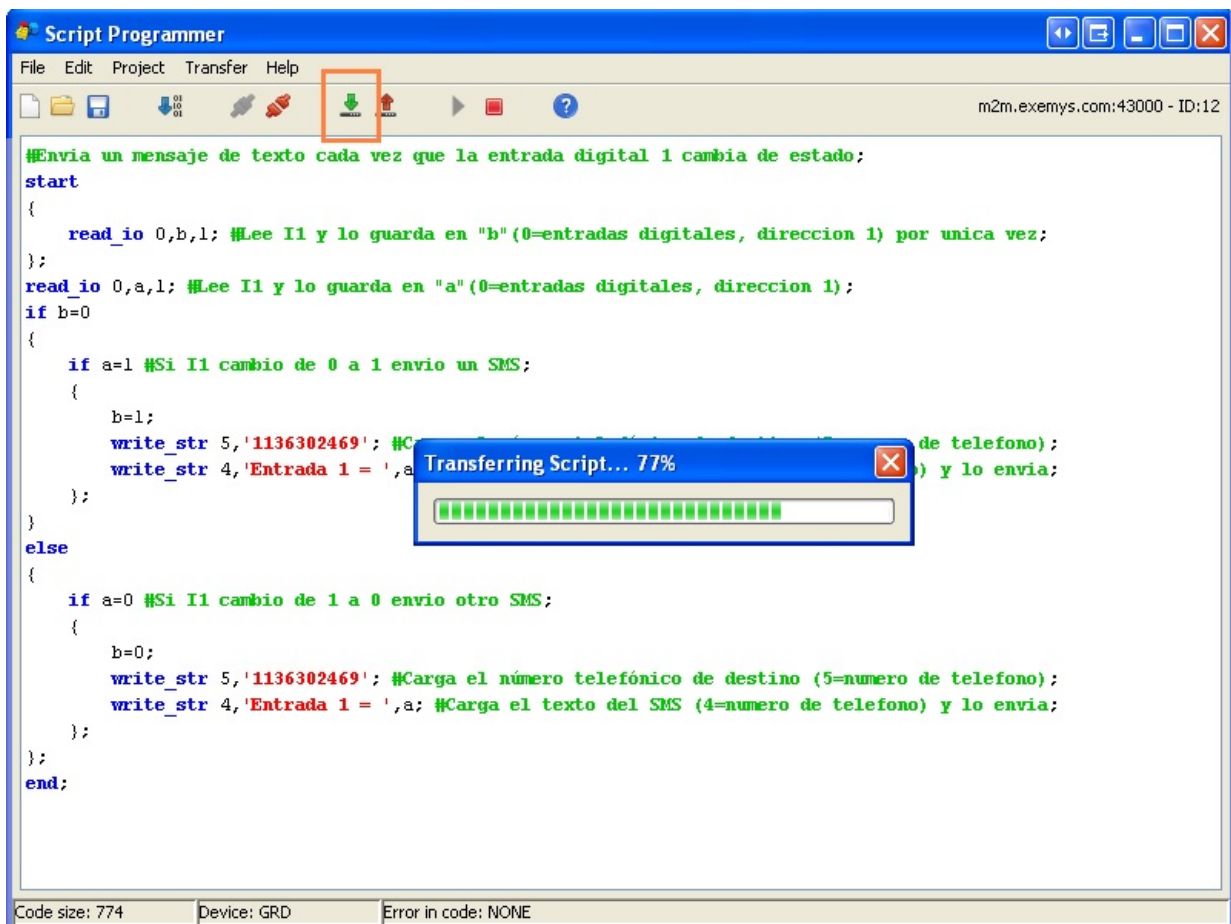 Script Programmer
File Edit Project Transfer Help
m2m.exemys.com:43000 - ID:12
#Envia un mensaje de texto cada vez que la entrada digital 1 cambia de estado;
start
{
read_io 0,b,1; #Lee I1 y lo guarda en "b"(0=entradas digitales, direccion 1) por unica vez;
};
read_io 0,a,1; #Lee I1 y lo guarda en "a"(0=entradas digitales, direccion 1);
if b=0
{
if a=1 #Si I1 cambio de 0 a 1 envio un SMS;
{
b=1;
write_str 5,'1136302469'; #C de telefono);
write_str 4,'Entrada 1 = ',a ) y lo envia;
Transferring Script... 77%
};
}
else
{
if a=0 #Si I1 cambio de 1 a 0 envio otro SMS;
{
b=0;
write_str 5,'1136302469'; #Carga el número telefónico de destino (5=numero de telefono);
write_str 4,'Entrada 1 = ',a; #Carga el texto del SMS (4=numero de telefono) y lo envia;
};
};
end;
Code size: 774 Device: GRD Error in code: NONE